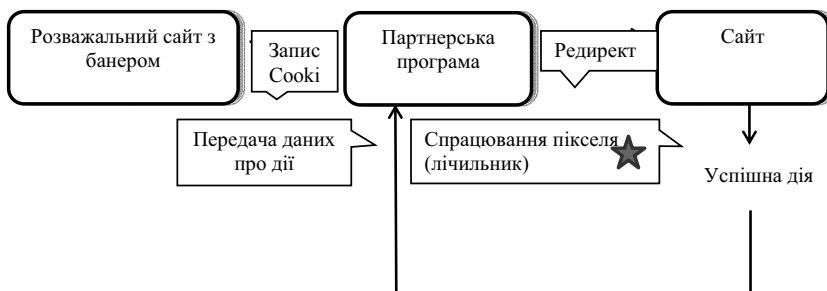 Розважальний сайт з
банером
Запис
Cooki
Партнерська
програма
Редирект
Сайт
Передача даних
про дії
Спрацювання пікселя
(лічильник)
Успішна дія